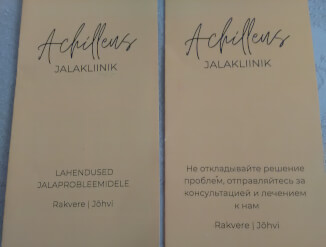 Achilleus
JALAKLIINIK
LAHENDUSED
JALAPROBLEEMIDELE
Rakvere | Jõhvi
Achilleus
JALAKLIINIK
Не откладывайте решение
проблем, отправляйтесь за
консультацией и лечением
к нам
Rakvere | Jõhvi